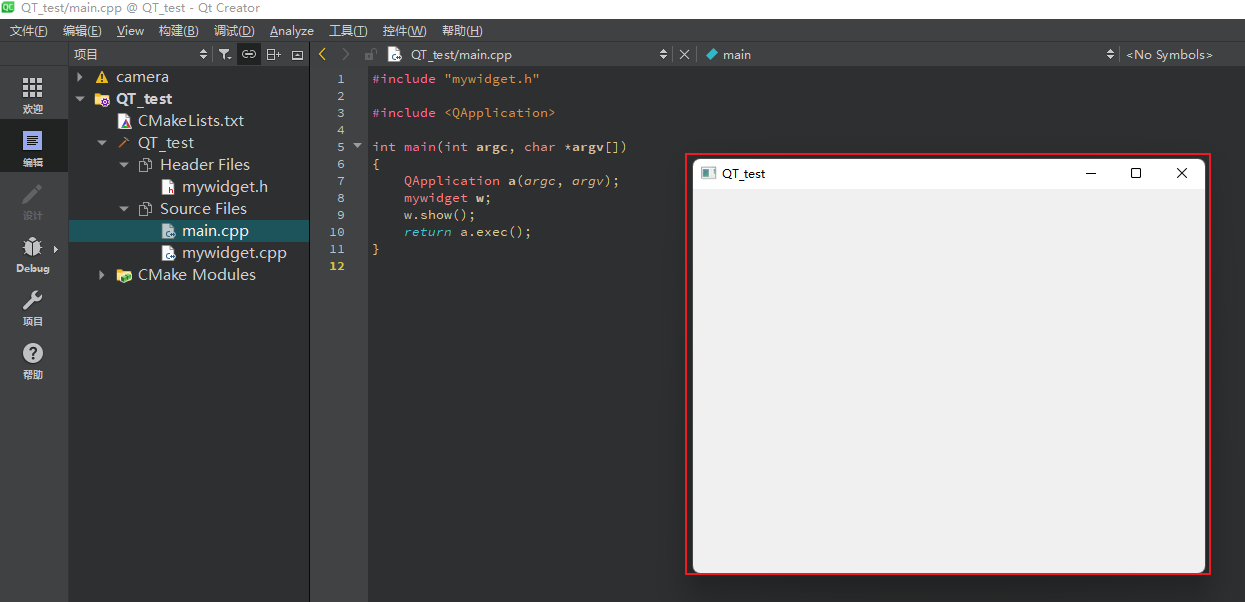 QT_test/main.cpp @ QT_test - Qt Creator
文件(F) 编辑(E) View 构建(B) 调试(D) Analyze 工具(T) 控件(W) 帮助(H)
项目
QT_test/main.cpp
main
<No Symbols>
欢迎
编辑
设计
Debug
项目
帮助
camera
QT_test
CMakeLists.txt
QT_test
Header Files
mywidget.h
Source Files
main.cpp
mywidget.cpp
CMake Modules
1 #include "mywidget.h"
2
3 #include <QApplication>
4
5 int main(int argc, char *argv[])
6 {
7     QApplication a(argc, argv);
8     mywidget w;
9     w.show();
10     return a.exec();
11 }
12
QT_test